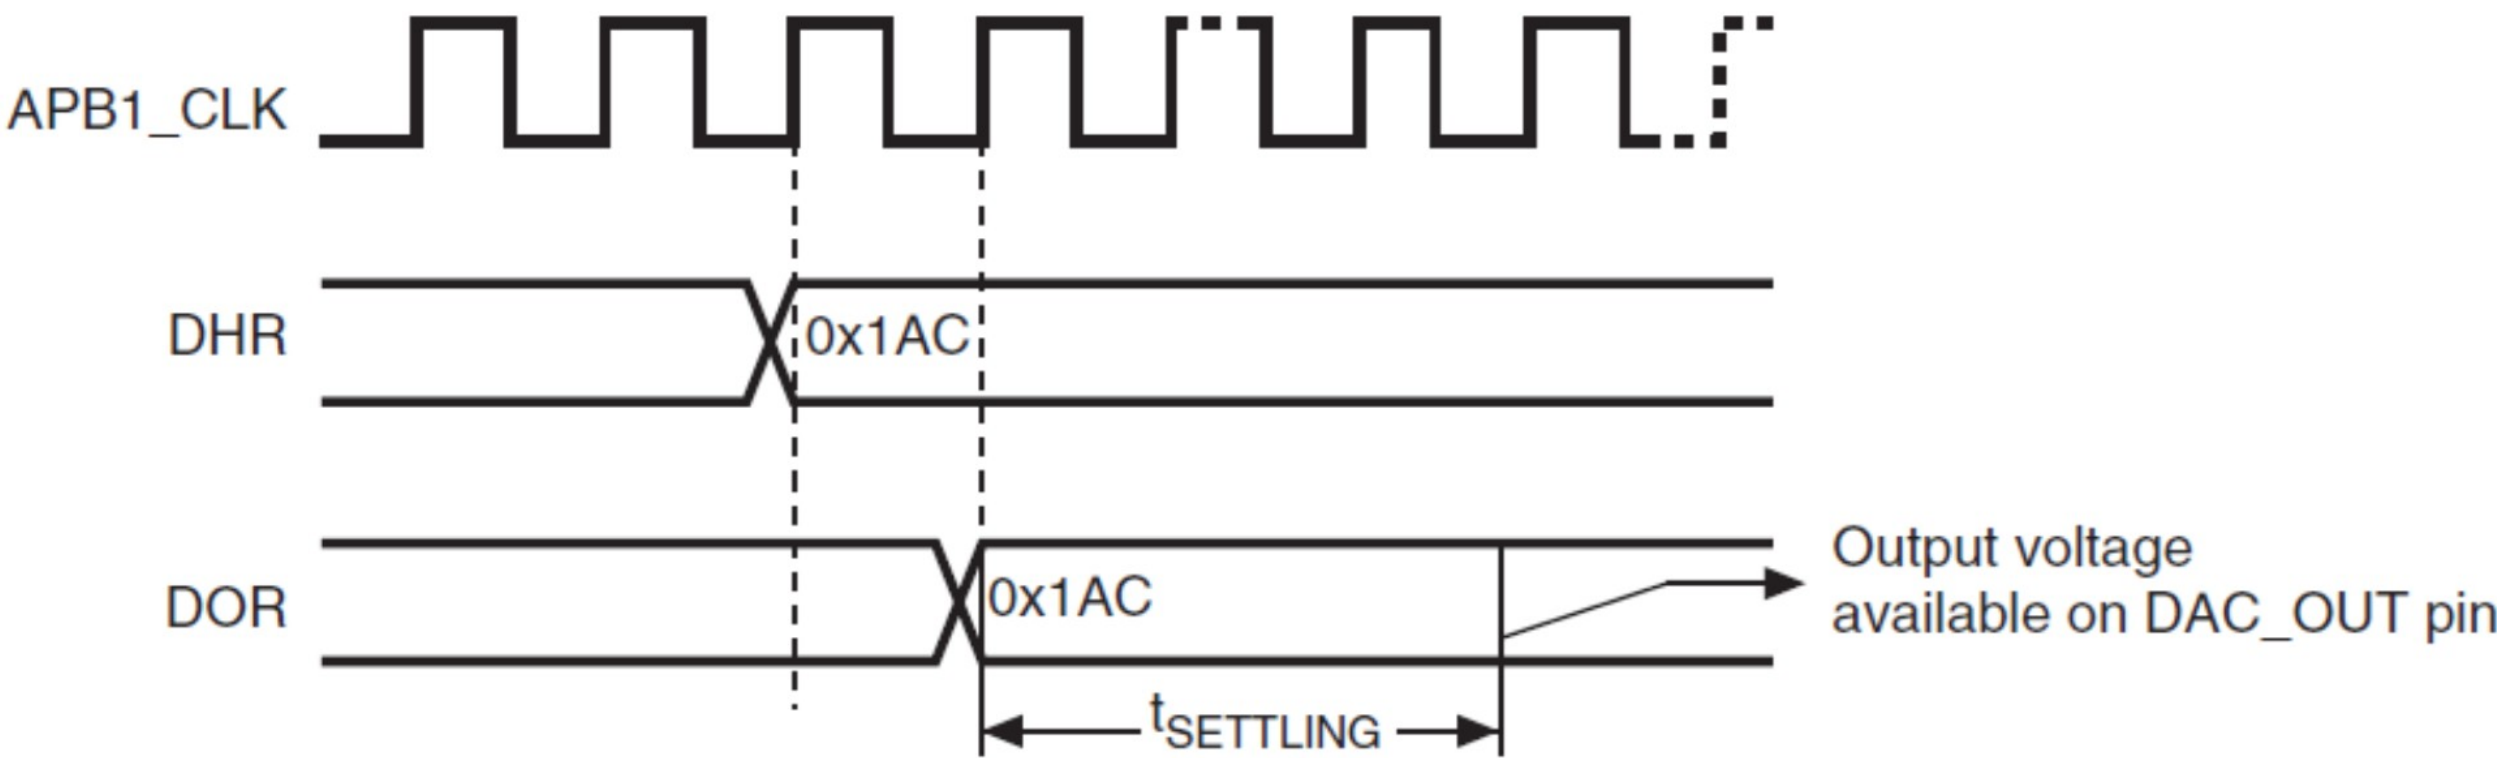 APB1_CLK
DHR
0x1AC
DOR
0x1AC
Output voltage
available on DAC_OUT pin
tSETTLING